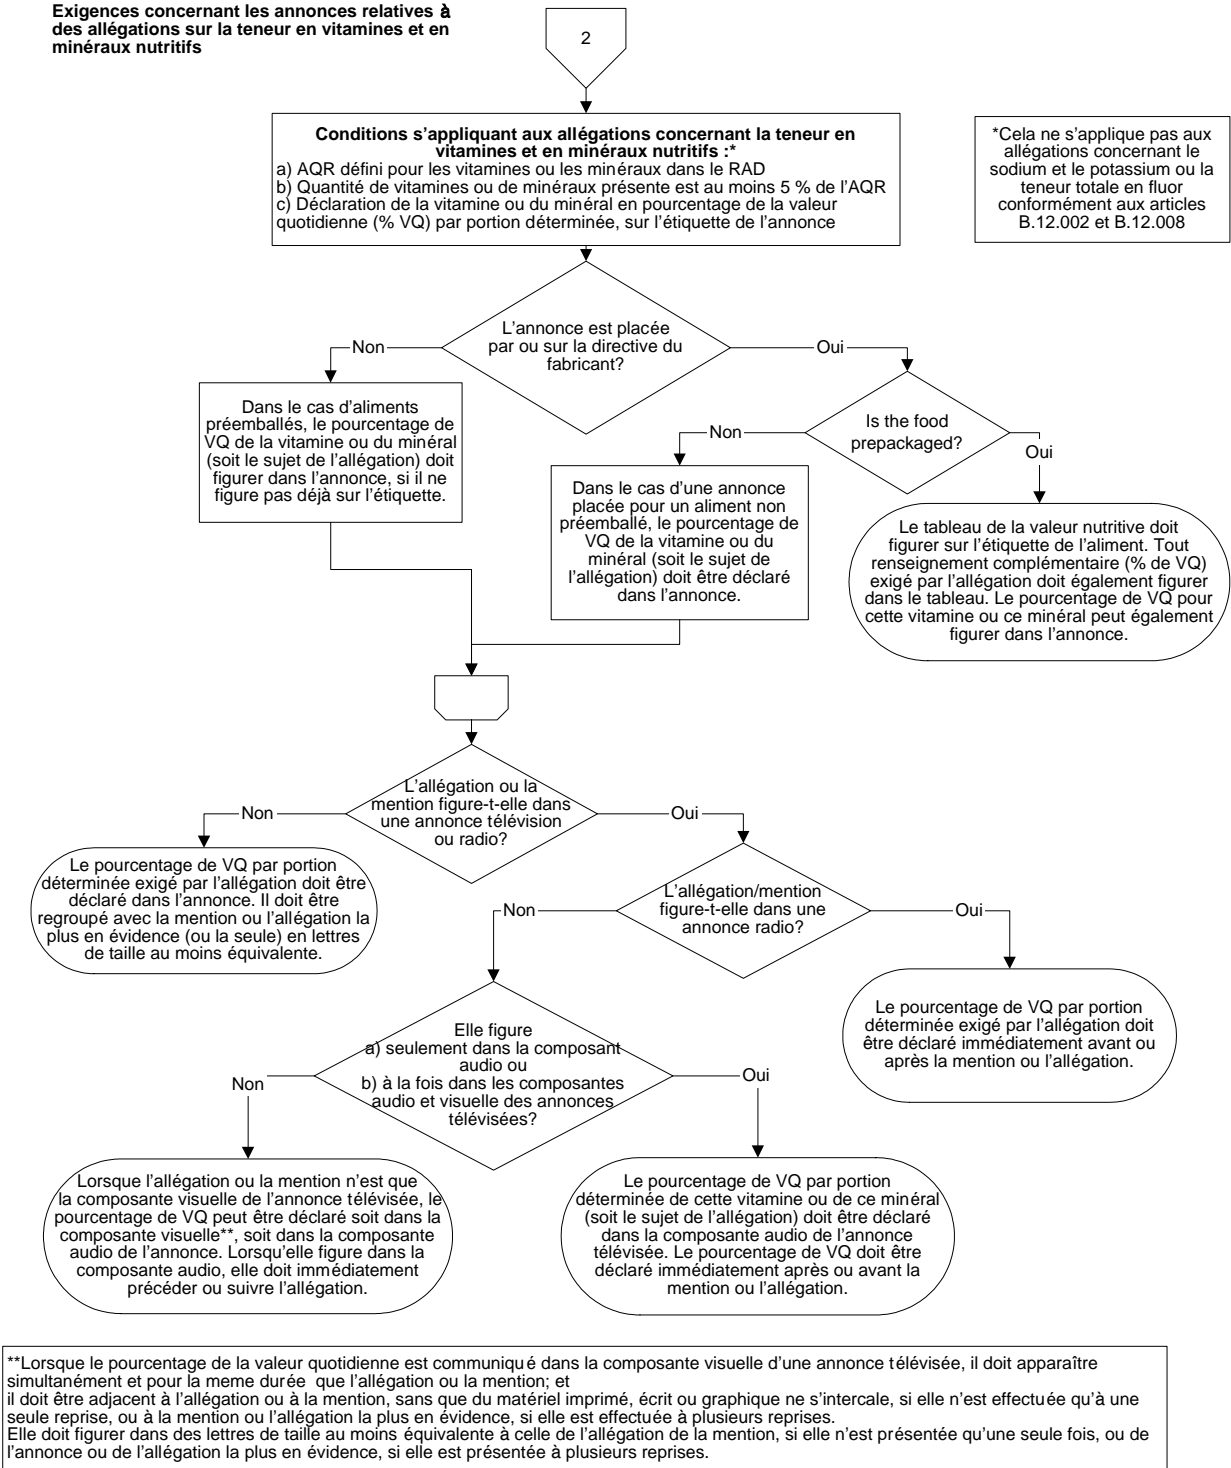 Exigences concernant les annonces relatives à
des allégations sur la teneur en vitamines et en
minéraux nutritifs
2
Conditions s'appliquant aux allégations concernant la teneur en
vitamines et en minéraux nutritifs :*
a) AQR défini pour les vitamines ou les minéraux dans le RAD
b) Quantité de vitamines ou de minéraux présente est au moins 5 % de l'AQR
c) Déclaration de la vitamine ou du minéral en pourcentage de la valeur
quotidienne (% VQ) par portion déterminée, sur l'étiquette de l'annonce
*Cela ne s'applique pas aux
allégations concernant le
sodium et le potassium ou la
teneur totale en fluor
conformément aux articles
B.12.002 et B.12.008
L'annonce est placée
par ou sur la directive du
fabricant?
Non
Oui
Dans le cas d'aliments
préemballés, le pourcentage de
VQ de la vitamine ou du minéral
(soit le sujet de l'allégation) doit
figurer dans l'annonce, si il ne
figure pas déjà sur l'étiquette.
Is the food
prepackaged?
Non
Oui
Dans le cas d'une annonce
placée pour un aliment non
préemballé, le pourcentage de
VQ de la vitamine ou du
minéral (soit le sujet de
l'allégation) doit être déclaré
dans l'annonce.
Le tableau de la valeur nutritive doit
figurer sur l'étiquette de l'aliment. Tout
renseignement complémentaire (% de VQ)
exigé par l'allégation doit également figurer
dans le tableau. Le pourcentage de VQ pour
cette vitamine ou ce minéral peut également
figurer dans l'annonce.
L'allégation ou la
mention figure-t-elle dans
une annonce télévision
ou radio?
Non
Oui
Le pourcentage de VQ par portion
déterminée exigé par l'allégation doit être
déclaré dans l'annonce. Il doit être
regroupé avec la mention ou l'allégation la
plus en évidence (ou la seule) en lettres
de taille au moins équivalente.
L'allégation/mention
figure-t-elle dans une
annonce radio?
Non
Oui
Le pourcentage de VQ par portion
déterminée exigé par l'allégation doit
être déclaré immédiatement avant ou
après la mention ou l'allégation.
Elle figure
a) seulement dans la composant
audio ou
b) à la fois dans les composantes
audio et visuelle des annonces
télévisées?
Non
Oui
Lorsque l'allégation ou la mention n'est que
la composante visuelle de l'annonce télévisée, le
pourcentage de VQ peut être déclaré soit dans la
composante visuelle**, soit dans la composante
audio de l'annonce. Lorsqu'elle figure dans la
composante audio, elle doit immédiatement
précéder ou suivre l'allégation.
Le pourcentage de VQ par portion
déterminée de cette vitamine ou de ce minéral
(soit le sujet de l'allégation) doit être déclaré
dans la composante audio de l'annonce
télévisée. Le pourcentage de VQ doit être
déclaré immédiatement après ou avant la
mention ou l'allégation.
**Lorsque le pourcentage de la valeur quotidienne est communiqué dans la composante visuelle d'une annonce télévisée, il doit apparaître
simultanément et pour la meme durée que l'allégation ou la mention; et
il doit être adjacent à l'allégation ou à la mention, sans que du matériel imprimé, écrit ou graphique ne s'intercale, si elle n'est effectuée qu'à une
seule reprise, ou à la mention ou l'allégation la plus en évidence, si elle est effectuée à plusieurs reprises.
Elle doit figurer dans des lettres de taille au moins équivalente à celle de l'allégation de la mention, si elle n'est présentée qu'une seule fois, ou de
l'annonce ou de l'allégation la plus en évidence, si elle est présentée à plusieurs reprises.